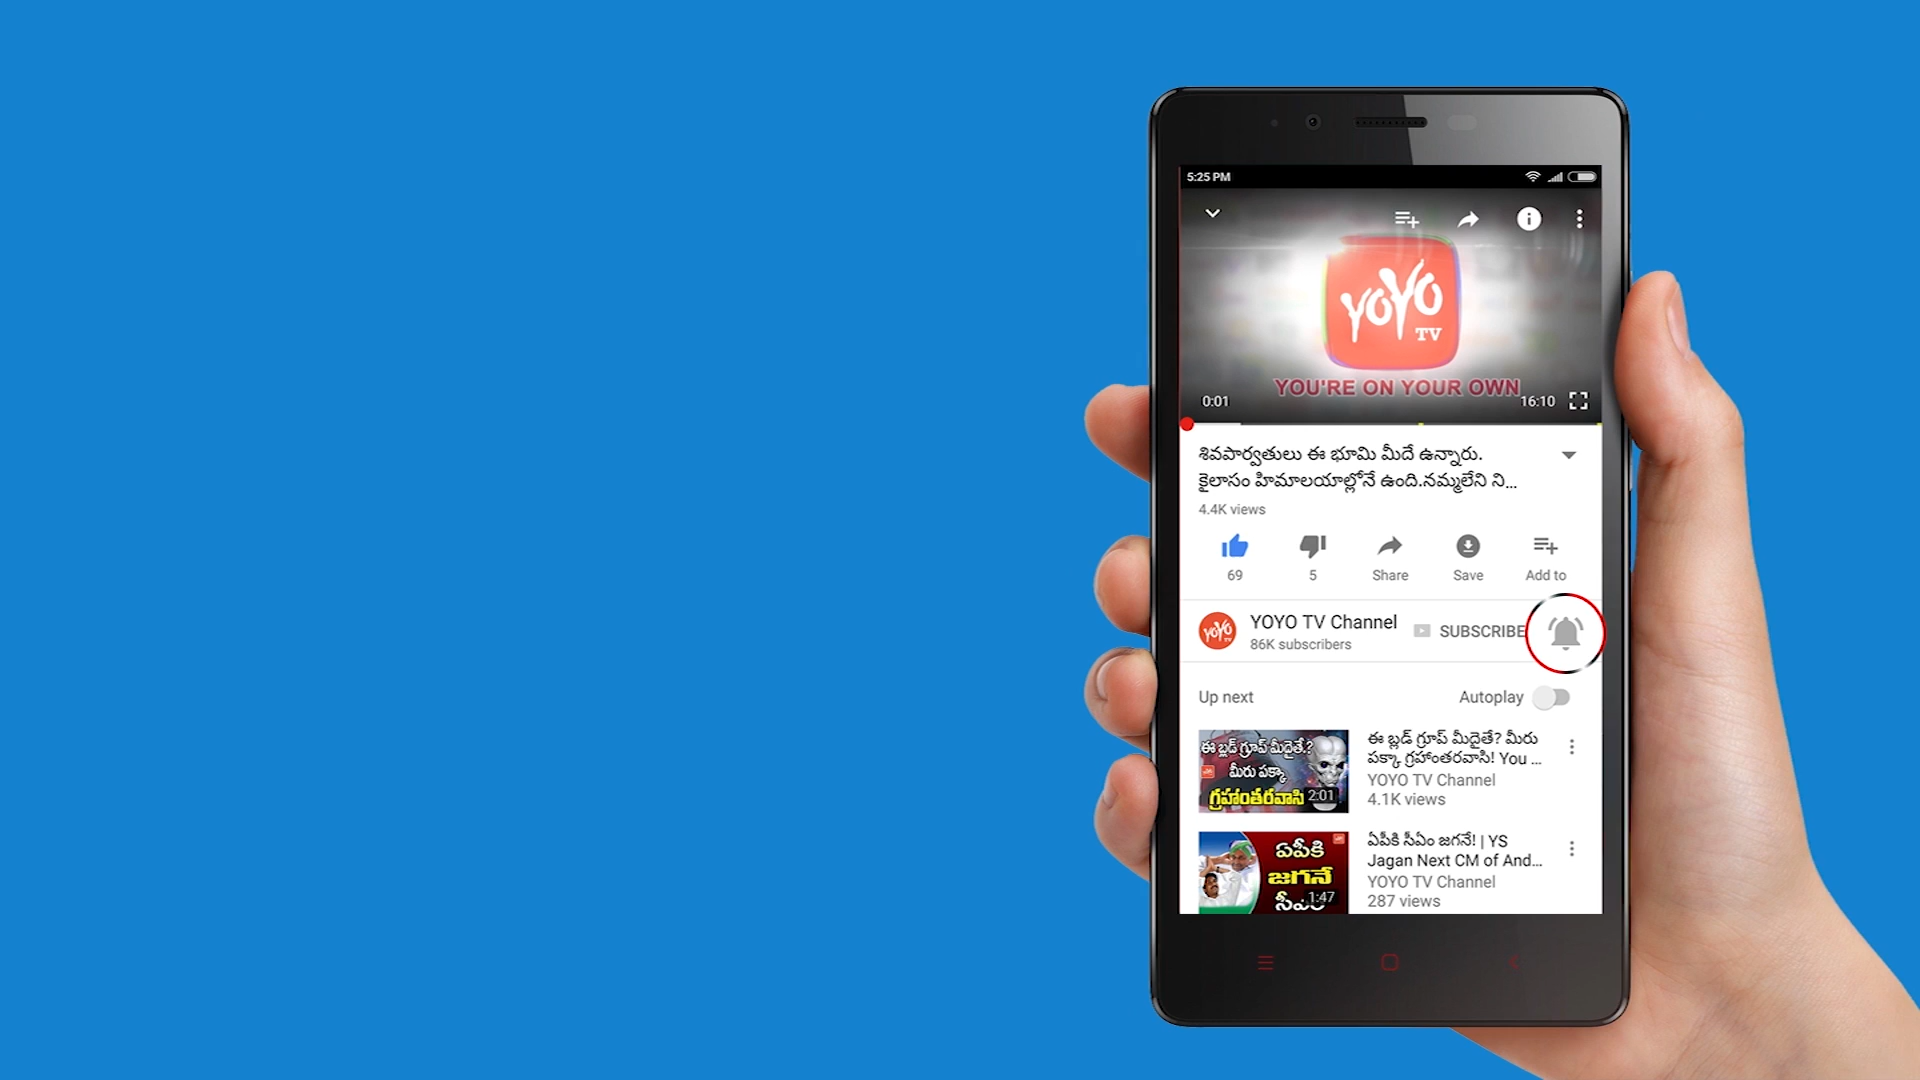 5:25 PM
YOYO
TV
YOU'RE ON YOUR OWN
0:01
16:10
శివపార్వతులు ఈ భూమి మీదే ఉన్నారు.
కైలాసం హిమాలయాల్లోనే ఉంది.నమ్మలేని ని...
4.4K views
69
5
Share
Save
Add to
YOYO TV
YOYO TV Channel
SUBSCRIBE
86K subscribers
Up next
Autoplay
ఈ బ్లడ్ గ్రూప్ మీదైతే.?
మీరు పక్కా
గ్రహాంతరవాసి
2:01
ఈ బ్లడ్ గ్రూప్ మీదైతే? మీరు
పక్కా గ్రహాంతరవాసి! You ...
YOYO TV Channel
4.1K views
ఏపీకి
జగనే
సీఎం
1:47
ఏపీకి సీఎం జగనే! | YS
Jagan Next CM of And...
YOYO TV Channel
287 views